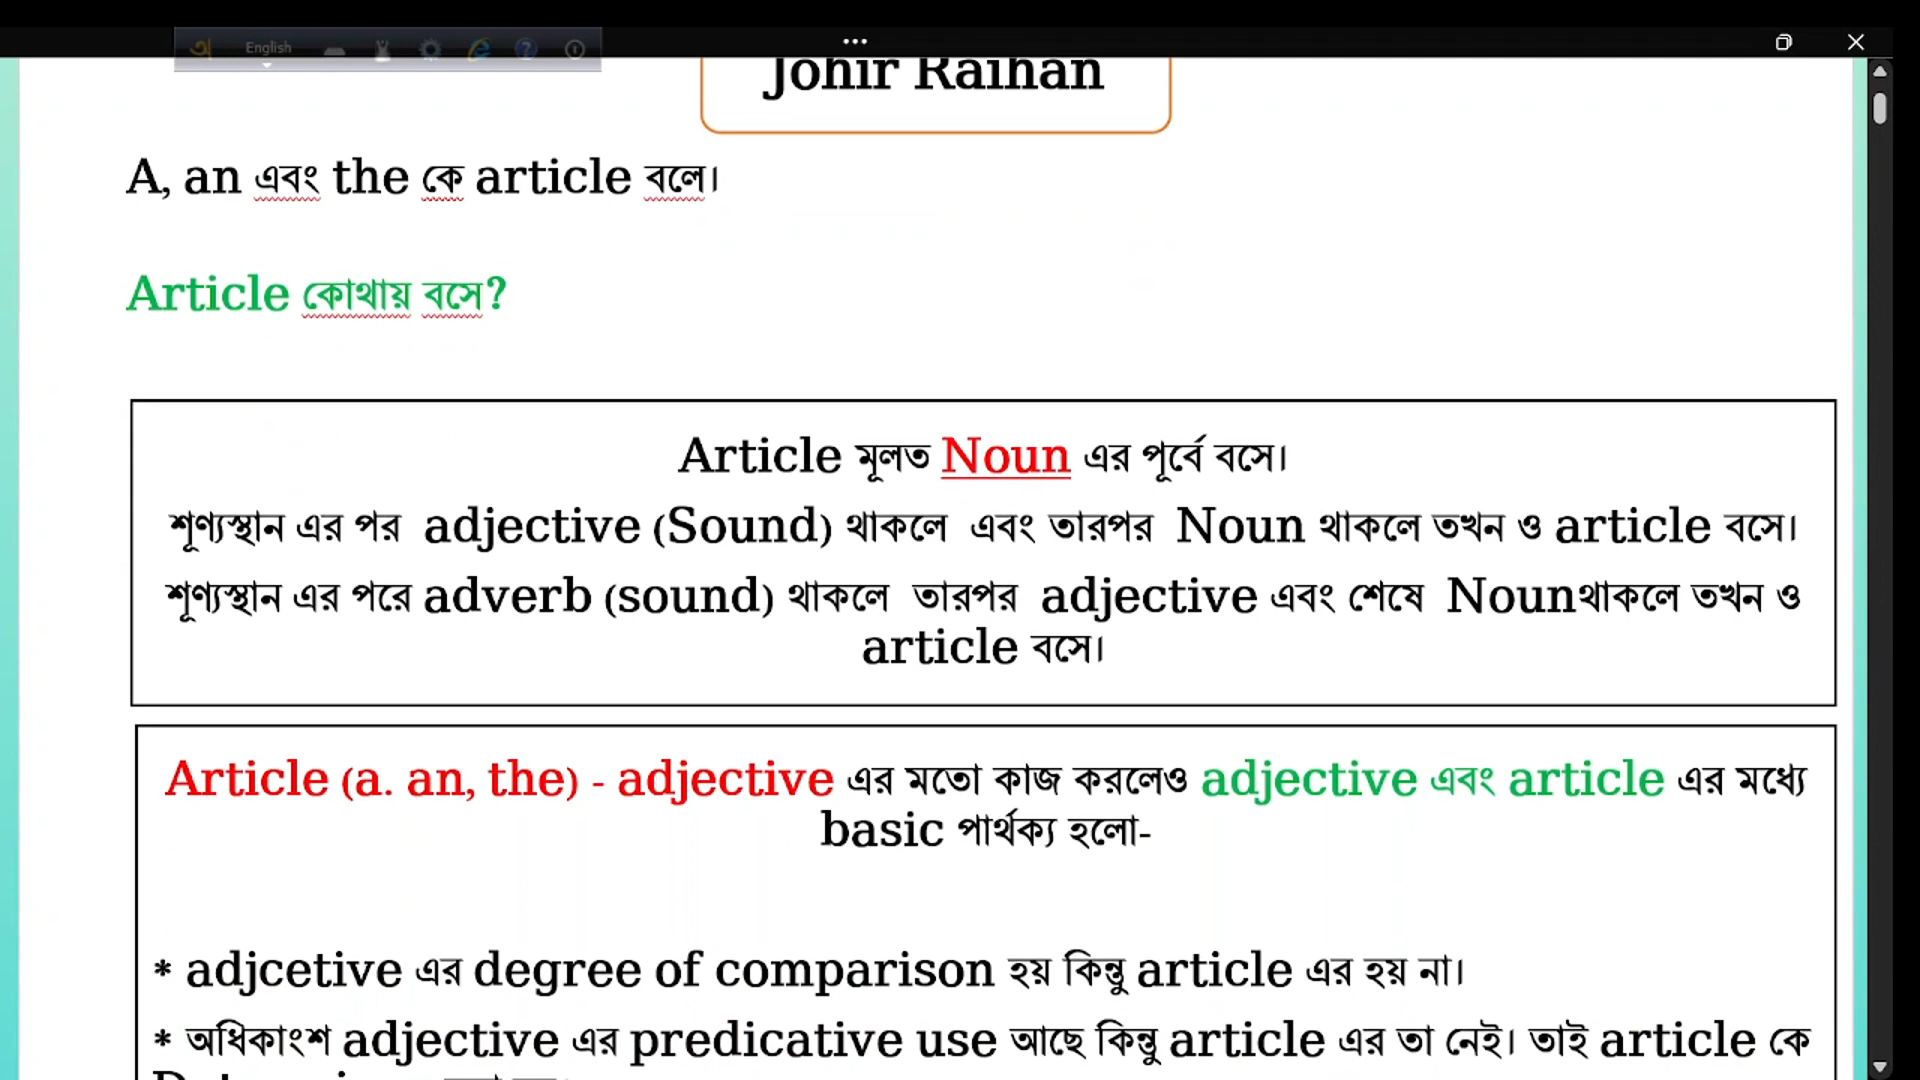 English
Johir Raihan
A, an এবং the কে article বলে।
Article কোথায় বসে?
Article মূলত Noun এর পূর্বে বসে।
শূণ্যস্থান এর পর adjective (Sound) থাকলে এবং তারপর Noun থাকলে তখন ও article বসে।
শূণ্যস্থান এর পরে adverb (sound) থাকলে তারপর adjective এবং শেষে Nounথাকলে তখন ও
article বসে।
Article (a. an, the) - adjective এর মতো কাজ করলেও adjective এবং article এর মধ্যে
basic পার্থক্য হলো-
* adjcetive এর degree of comparison হয় কিন্তু article এর হয় না।
* অধিকাংশ adjective এর predicative use আছে কিন্তু article এর তা নেই। তাই article কে